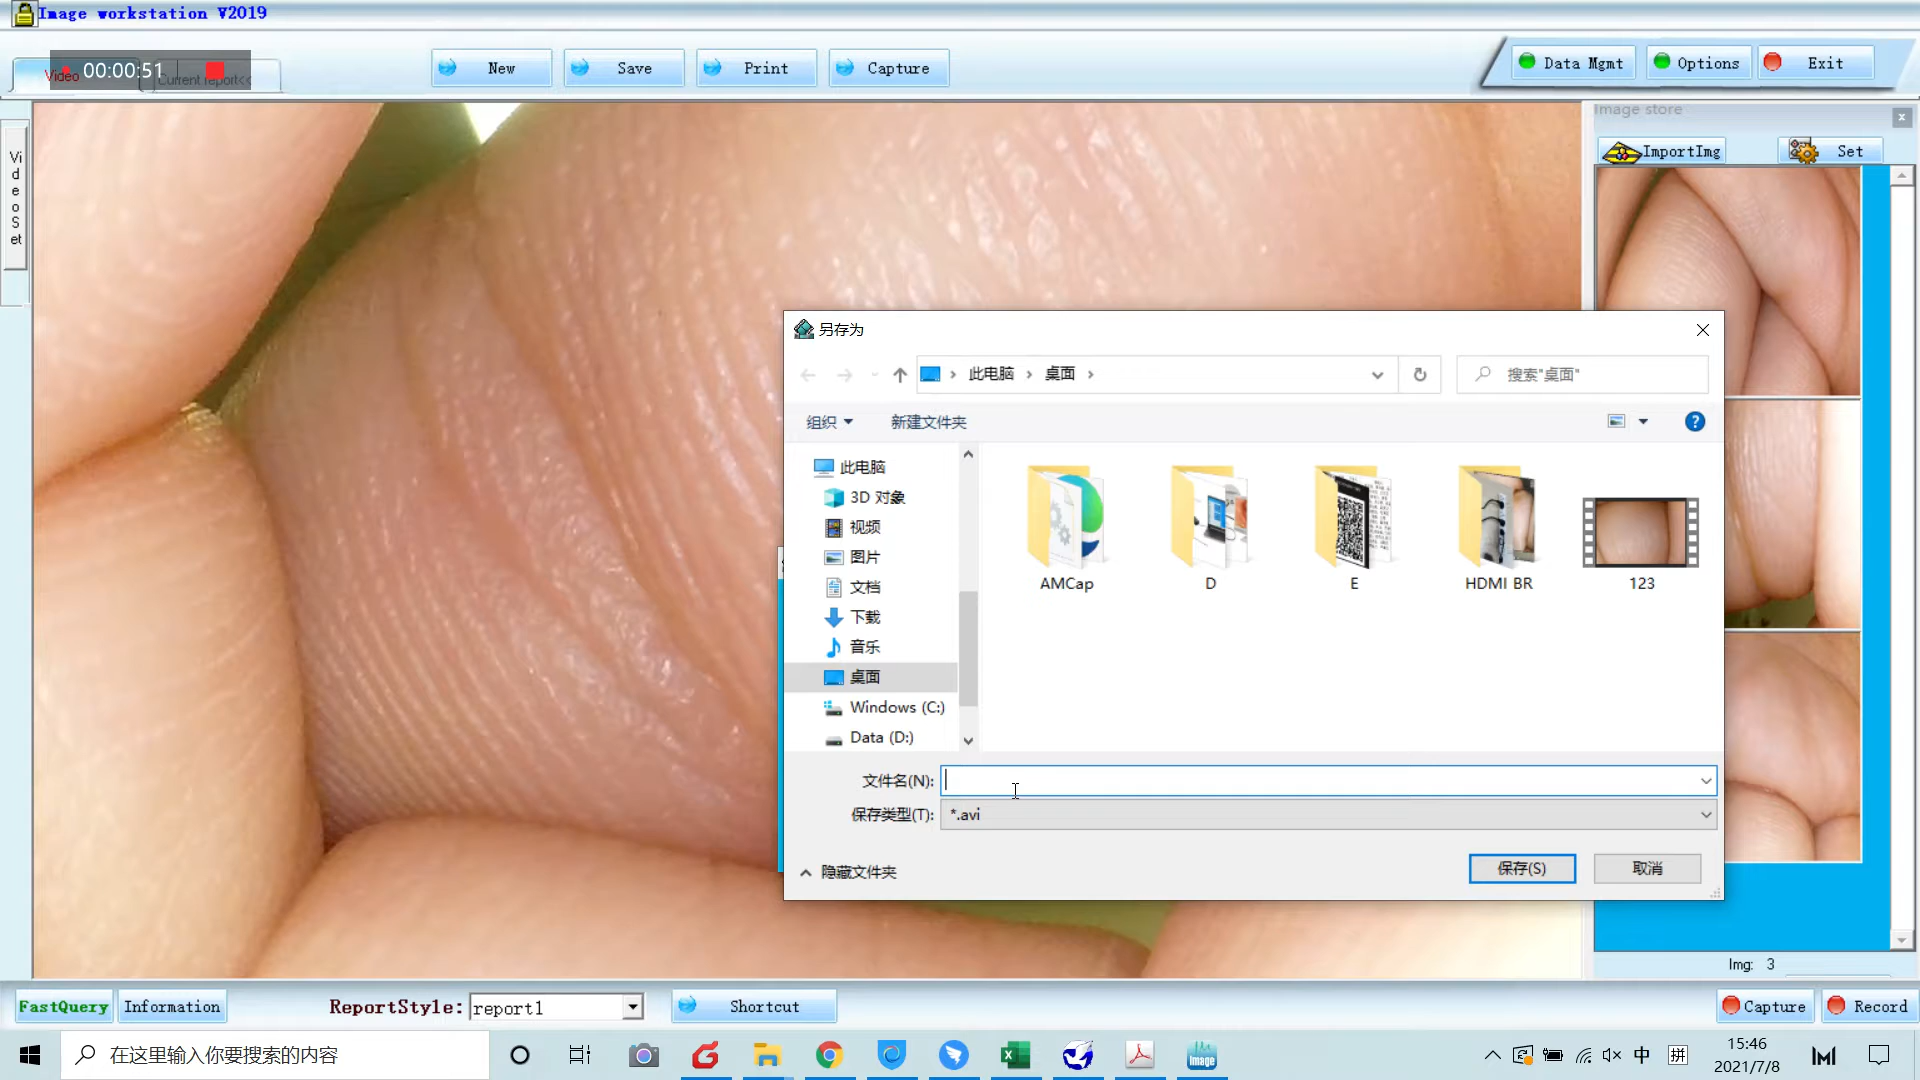 Image workstation V2019
Video
00:00:51
Current report<<
New
Save
Print
Capture
Data Mgmt
Options
Exit
Video Set
Image store
ImportImg
Set
另存为
此电脑
桌面
搜索"桌面"
组织
新建文件夹
此电脑
3D 对象
视频
图片
文档
下载
音乐
桌面
Windows (C:)
Data (D:)
AMCap
D
E
HDMI BR
123
文件名(N):
保存类型(T):
*.avi
隐藏文件夹
保存(S)
取消
Img: 3
FastQuery
Information
ReportStyle:
report1
Shortcut
Capture
Record
在这里输入你要搜索的内容
image
中
拼
15:46
2021/7/8